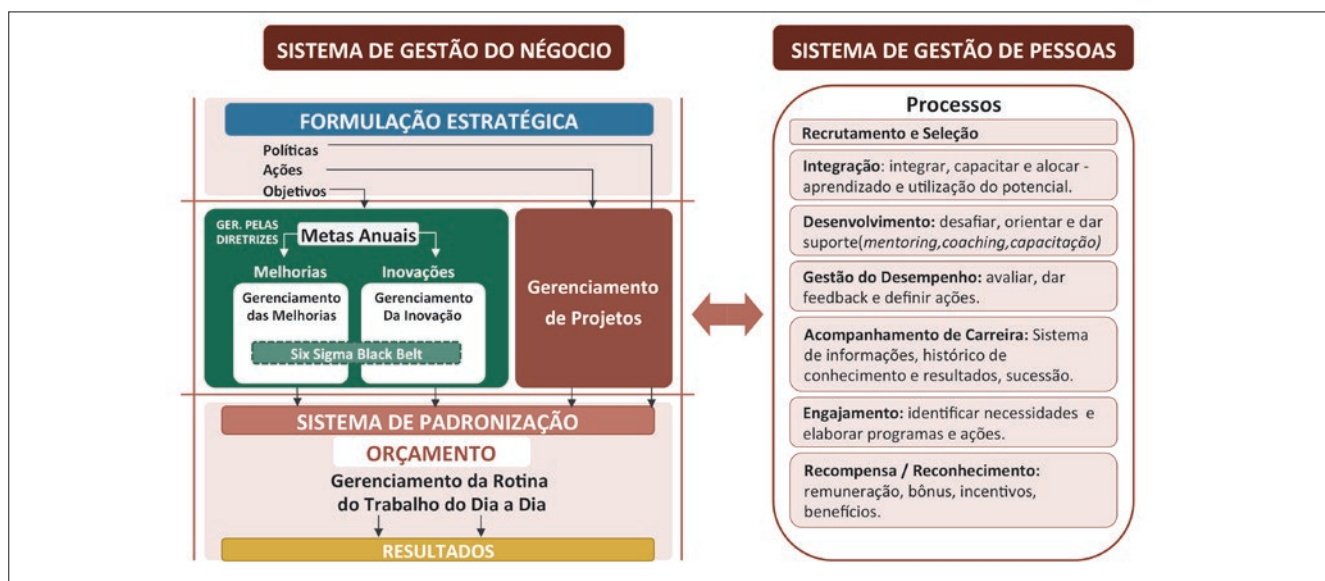 SISTEMA DE GESTÃO DO NÉGOCIO
FORMULAÇÃO ESTRATÉGICA
Políticas
Ações
Objetivos
GER. PELAS
DIRETRIZES
Metas Anuais
Melhorias
Inovações
Gerenciamento
das Melhorias
Gerenciamento
Da Inovação
Six Sigma Black Belt
Gerenciamento
de Projetos
SISTEMA DE PADRONIZAÇÃO
ORÇAMENTO
Gerenciamento da Rotina
do Trabalho do Dia a Dia
RESULTADOS
SISTEMA DE GESTÃO DE PESSOAS
Processos
Recrutamento e Seleção
Integração: integrar, capacitar e alocar -
aprendizado e utilização do potencial.
Desenvolvimento: desafiar, orientar e dar
suporte(mentoring,coaching,capacitação)
Gestão do Desempenho: avaliar, dar
feedback e definir ações.
Acompanhamento de Carreira: Sistema
de informações, histórico de
conhecimento e resultados, sucessão.
Engajamento: identificar necessidades e
elaborar programas e ações.
Recompensa / Reconhecimento:
remuneração, bônus, incentivos,
benefícios.